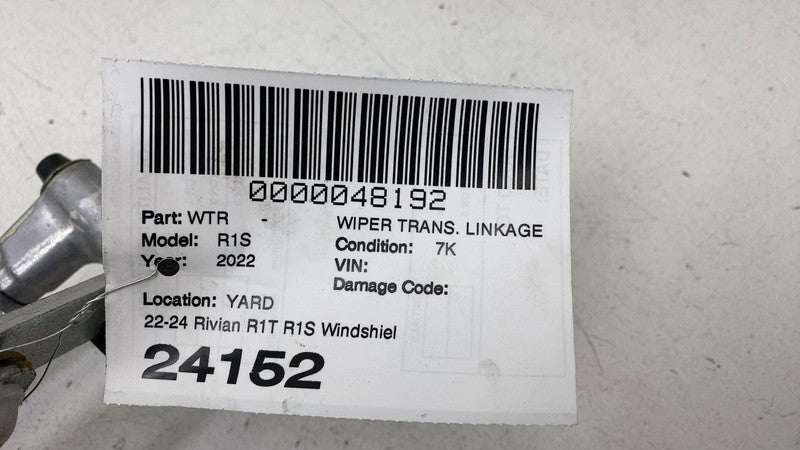 0000048192
Part: WTR - WIPER TRANS. LINKAGE
Model: R1S Condition: 7K
Year: 2022 VIN:
Damage Code:
Location: YARD
22-24 Rivian R1T R1S Windshiel
24152